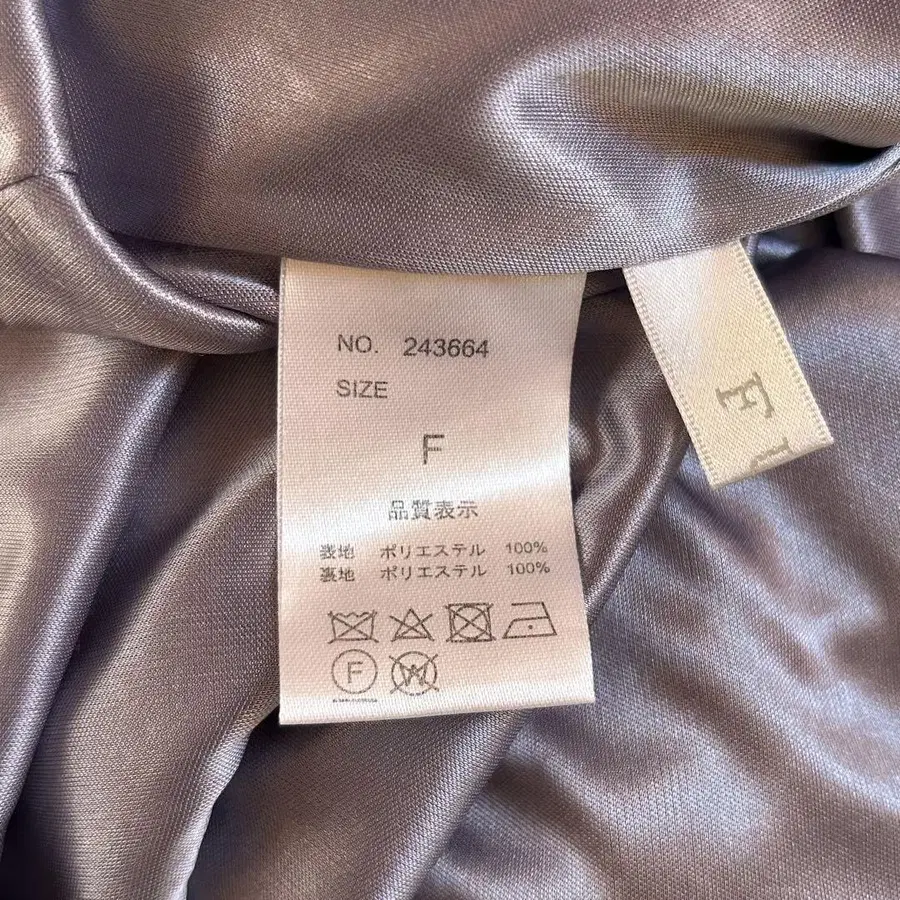 NO. 243664
SIZE
F
品質表示
表地 ポリエステル 100%
裏地 ポリエステル 100%
F
W
F